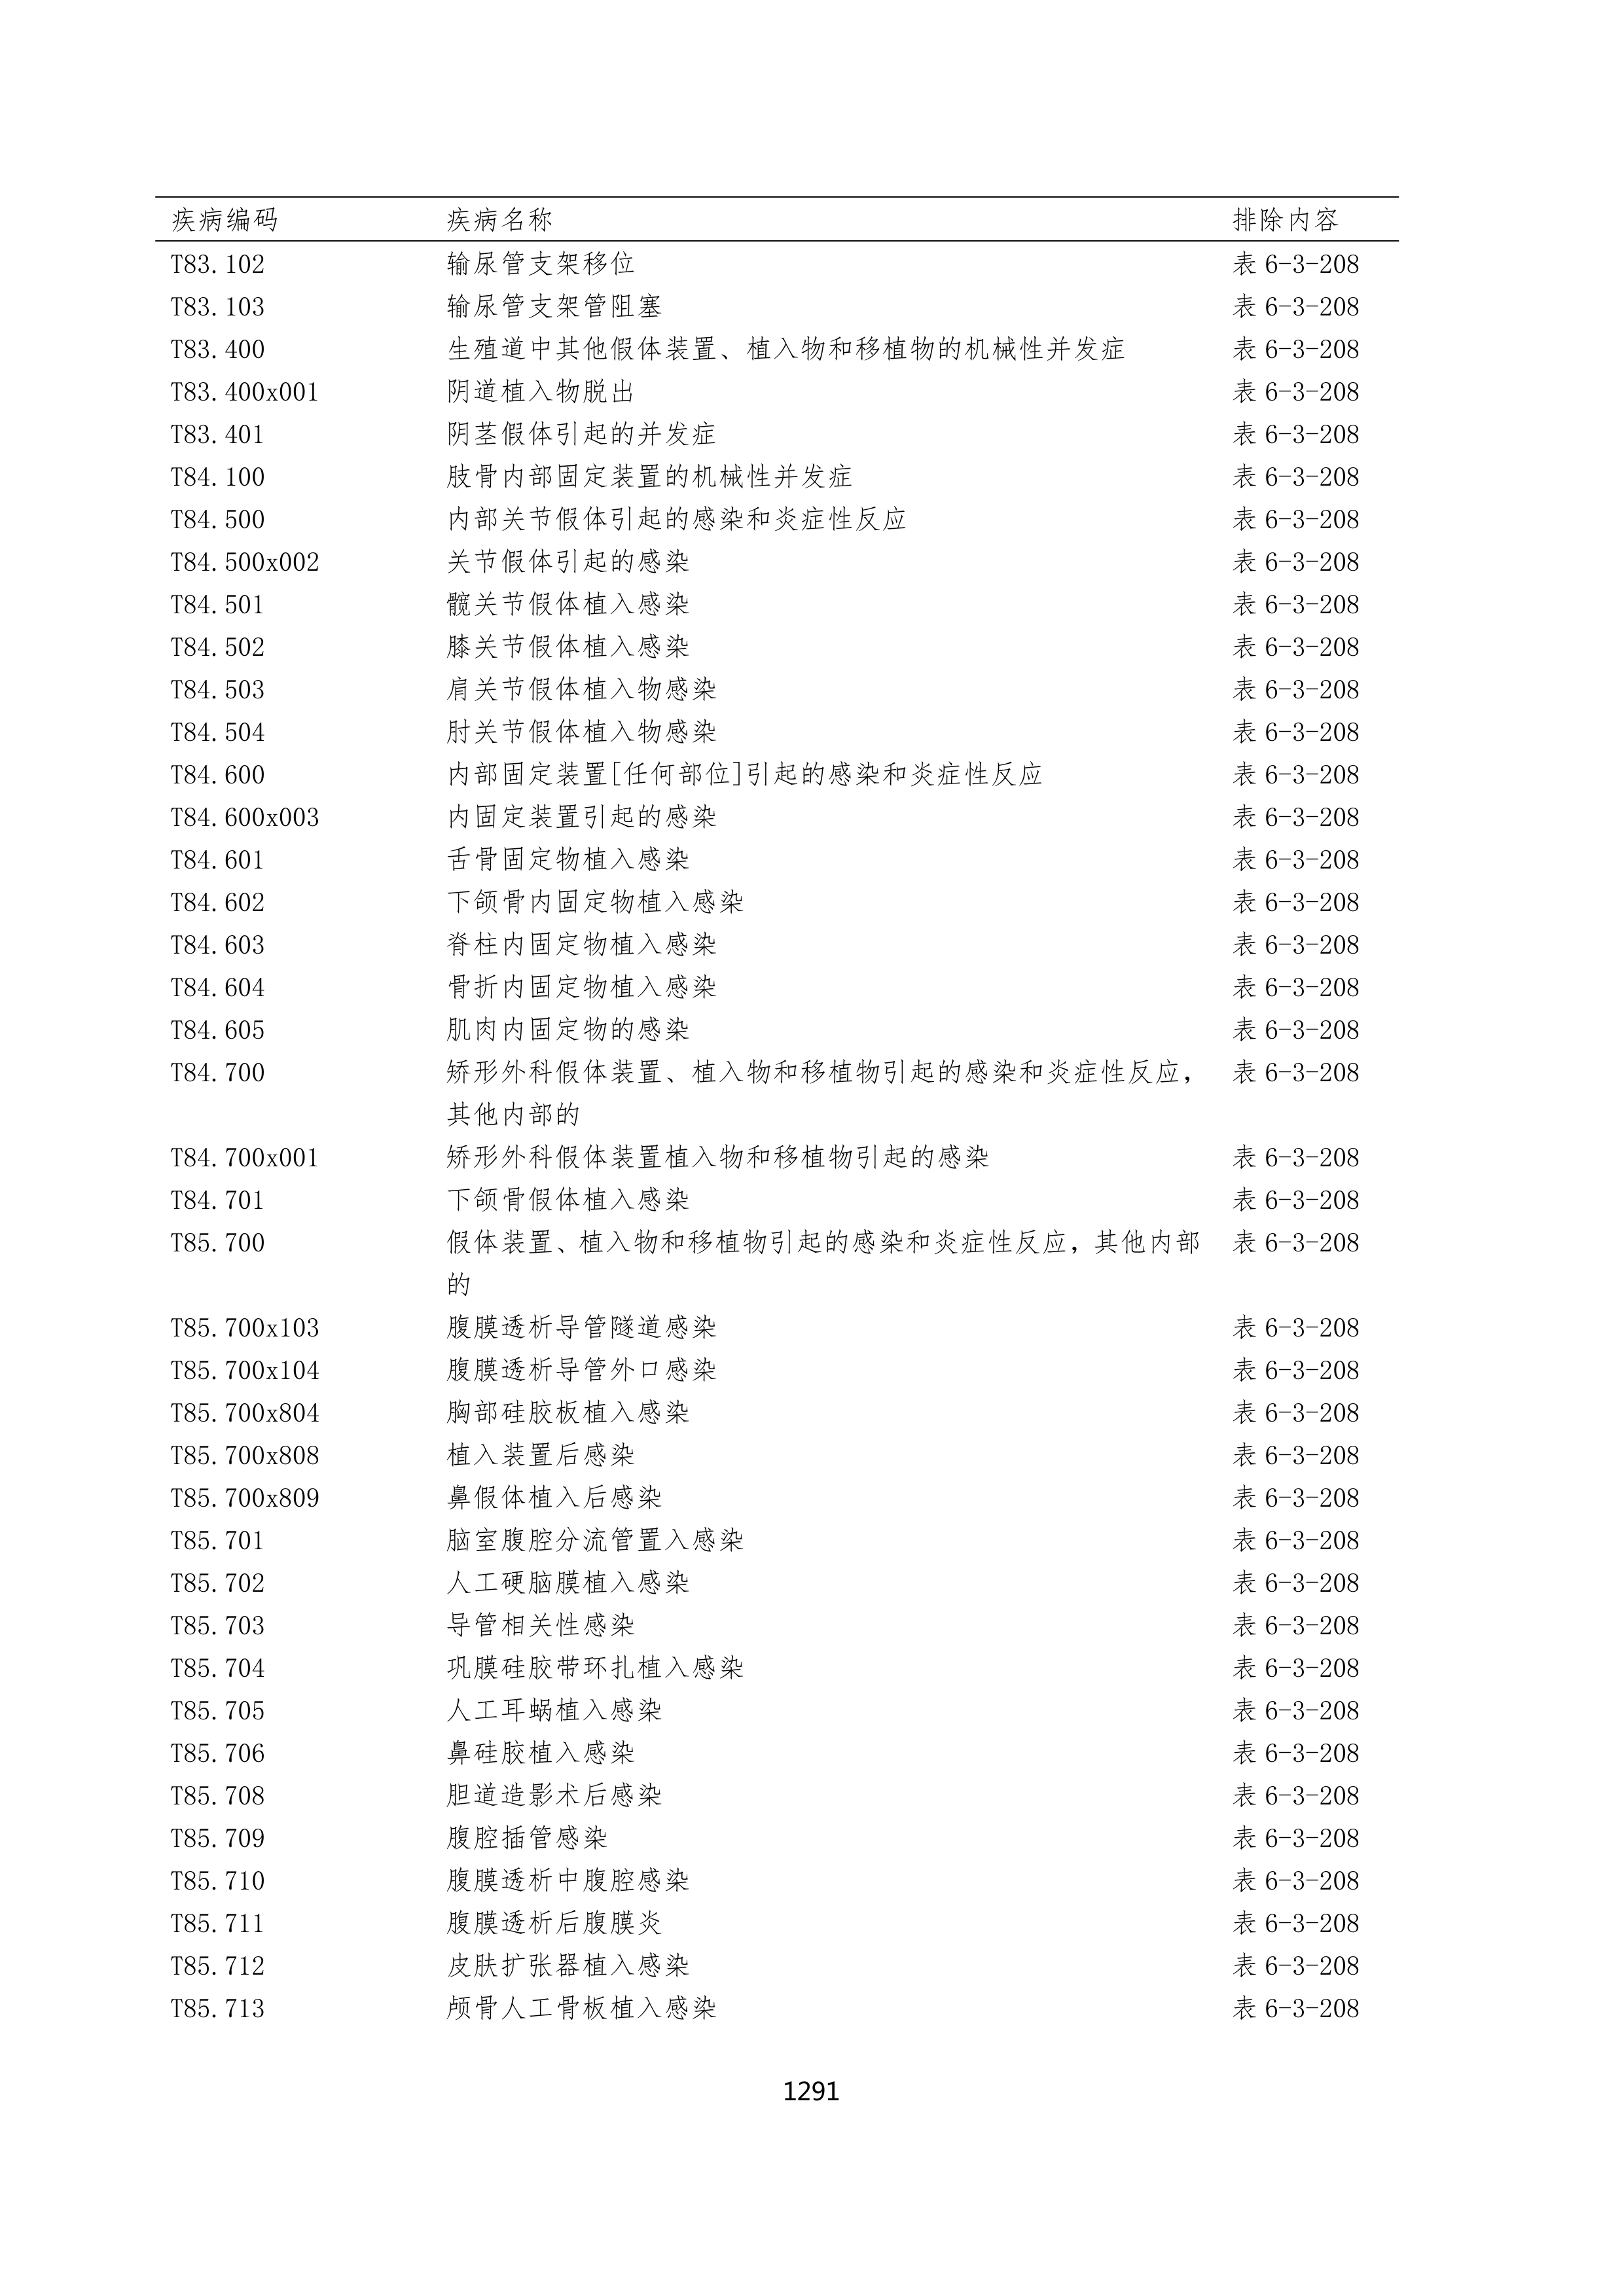 疾病编码 疾病名称 排除内容
T83.102 输尿管支架移位 表 6-3-208
T83.103 输尿管支架管阻塞 表 6-3-208
T83.400 生殖道中其他假体装置、植入物和移植物的机械性并发症 表 6-3-208
T83.400x001 阴道植入物脱出 表 6-3-208
T83.401 阴茎假体引起的并发症 表 6-3-208
T84.100 肢骨内部固定装置的机械性并发症 表 6-3-208
T84.500 内部关节假体引起的感染和炎症性反应 表 6-3-208
T84.500x002 关节假体引起的感染 表 6-3-208
T84.501 髋关节假体植入感染 表 6-3-208
T84.502 膝关节假体植入感染 表 6-3-208
T84.503 肩关节假体植入物感染 表 6-3-208
T84.504 肘关节假体植入物感染 表 6-3-208
T84.600 内部固定装置[任何部位]引起的感染和炎症性反应 表 6-3-208
T84.600x003 内固定装置引起的感染 表 6-3-208
T84.601 舌骨固定物植入感染 表 6-3-208
T84.602 下颌骨内固定物植入感染 表 6-3-208
T84.603 脊柱内固定物植入感染 表 6-3-208
T84.604 骨折内固定物植入感染 表 6-3-208
T84.605 肌肉内固定物的感染 表 6-3-208
T84.700 矫形外科假体装置、植入物和移植物引起的感染和炎症性反应， 表 6-3-208
其他内部的
T84.700x001 矫形外科假体装置植入物和移植物引起的感染 表 6-3-208
T84.701 下颌骨假体植入感染 表 6-3-208
T85.700 假体装置、植入物和移植物引起的感染和炎症性反应，其他内部 表 6-3-208
的
T85.700x103 腹膜透析导管隧道感染 表 6-3-208
T85.700x104 腹膜透析导管外口感染 表 6-3-208
T85.700x804 胸部硅胶板植入感染 表 6-3-208
T85.700x808 植入装置后感染 表 6-3-208
T85.700x809 鼻假体植入后感染 表 6-3-208
T85.701 脑室腹腔分流管置入感染 表 6-3-208
T85.702 人工硬脑膜植入感染 表 6-3-208
T85.703 导管相关性感染 表 6-3-208
T85.704 巩膜硅胶带环扎植入感染 表 6-3-208
T85.705 人工耳蜗植入感染 表 6-3-208
T85.706 鼻硅胶植入感染 表 6-3-208
T85.708 胆道造影术后感染 表 6-3-208
T85.709 腹腔插管感染 表 6-3-208
T85.710 腹膜透析中腹腔感染 表 6-3-208
T85.711 腹膜透析后腹膜炎 表 6-3-208
T85.712 皮肤扩张器植入感染 表 6-3-208
T85.713 颅骨人工骨板植入感染 表 6-3-208
1291